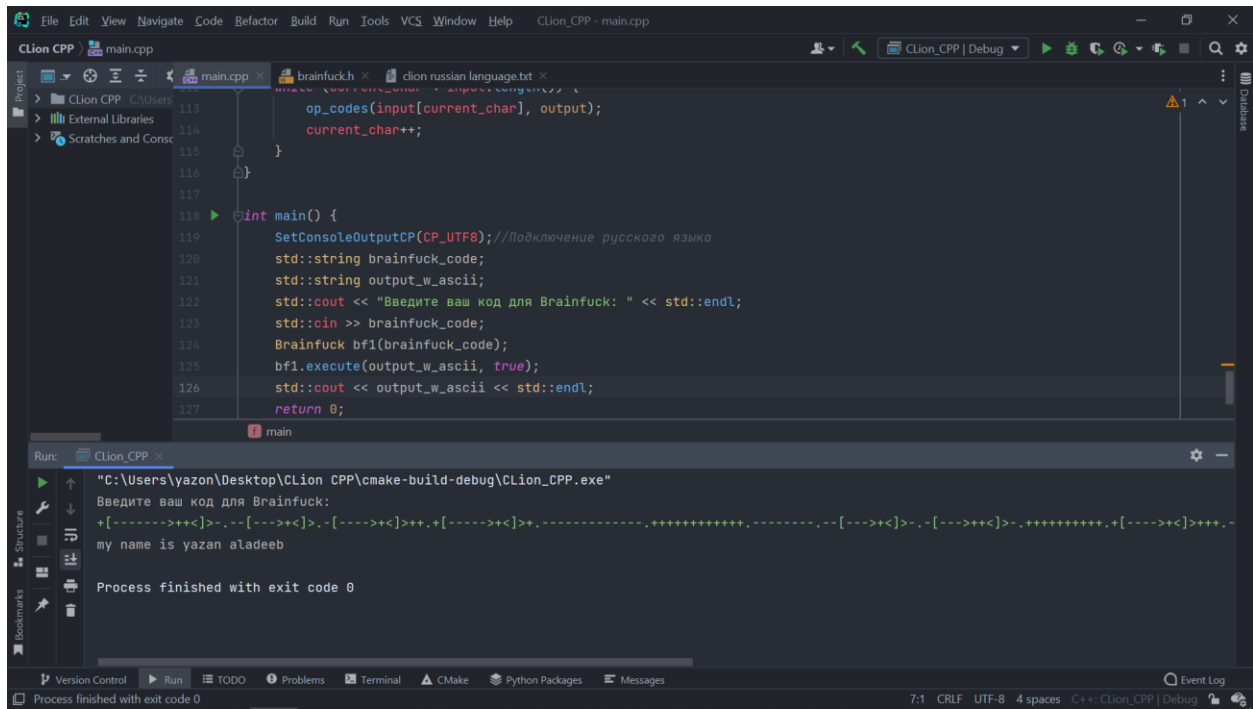 File Edit View Navigate Code Refactor Build Run Tools VCS Window Help CLion_CPP - main.cpp
CLion CPP main.cpp CLion_CPP | Debug
Project main.cpp brainfuck.h clion russian language.txt
CLion CPP C:\Users
External Libraries
Scratches and Consc
Database
1
113 op_codes(input[current_char], output);
114 current_char++;
115 }
116 }
117
118 int main() {
119 SetConsoleOutputCP(CP_UTF8);//Подключение русского языка
120 std::string brainfuck_code;
121 std::string output_w_ascii;
122 std::cout << "Введите ваш код для Brainfuck: " << std::endl;
123 std::cin >> brainfuck_code;
124 Brainfuck bf1(brainfuck_code);
125 bf1.execute(output_w_ascii, true);
126 std::cout << output_w_ascii << std::endl;
127 return 0;
f main
Run: CLion_CPP
"C:\Users\yazon\Desktop\CLion CPP\cmake-build-debug\CLion_CPP.exe"
Введите ваш код для Brainfuck:
+[------->++<]>-.--[--->+<]>.-[---->+<]>++.+[----->+<]>+.-------------.++++++++++++.--------.--[--->+<]>-.-[--->++<]>-.++++++++++.+[---->+<]>+++.-
my name is yazan aladeeb
Process finished with exit code 0
Structure
Bookmarks
Version Control Run TODO Problems Terminal CMake Python Packages Messages Event Log
Process finished with exit code 0 7:1 CRLF UTF-8 4 spaces C++: CLion_CPP | Debug